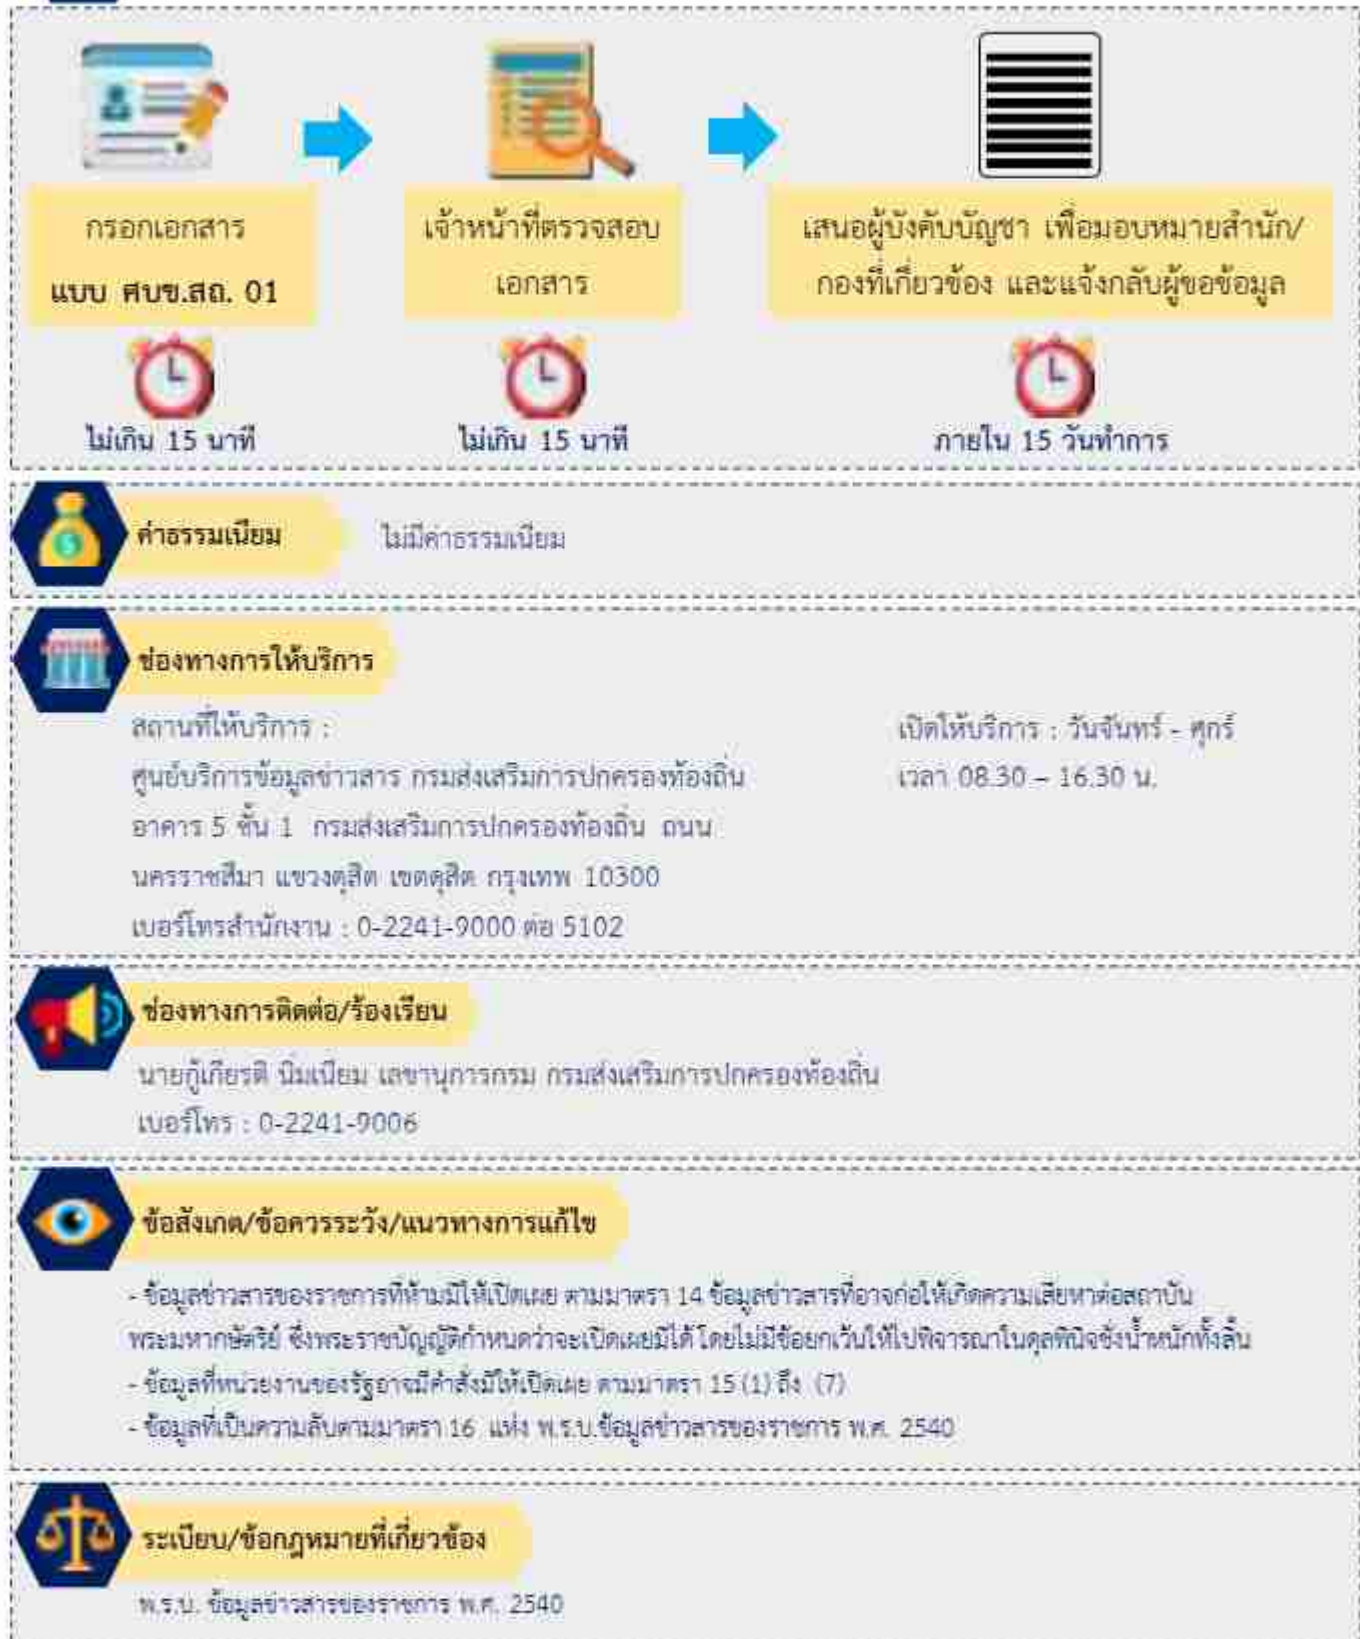 กรอกเอกสาร
แบบ ศบข.สถ. 01
เจ้าหน้าที่ตรวจสอบ
เอกสาร
เสนอผู้บังคับบัญชา เพื่อมอบหมายสำนัก/
กองที่เกี่ยวข้อง และแจ้งกลับผู้ขอข้อมูล
ไม่เกิน 15 นาที
ไม่เกิน 15 นาที
ภายใน 15 วันทำการ
ค่าธรรมเนียม
ไม่มีค่าธรรมเนียม
ช่องทางการให้บริการ
สถานที่ให้บริการ :
ศูนย์บริการข้อมูลข่าวสาร กรมส่งเสริมการปกครองท้องถิ่น
อาคาร 5 ชั้น 1 กรมส่งเสริมการปกครองท้องถิ่น ถนน
นครราชสีมา แขวงดุสิต เขตดุสิต กรุงเทพ 10300
เบอร์โทรสำนักงาน : 0-2241-9000 ต่อ 5102
เปิดให้บริการ : วันจันทร์ - ศุกร์
เวลา 08.30 – 16.30 น.
ช่องทางการติดต่อ/ร้องเรียน
นายกู้เกียรติ นิ่มเนียม เลขานุการกรม กรมส่งเสริมการปกครองท้องถิ่น
เบอร์โทร : 0-2241-9006
ข้อสังเกต/ข้อควรระวัง/แนวทางการแก้ไข
- ข้อมูลข่าวสารของราชการที่ห้ามมิให้เปิดเผย ตามมาตรา 14 ข้อมูลข่าวสารที่อาจก่อให้เกิดความเสียหาต่อสถาบัน
พระมหากษัตริย์ ซึ่งพระราชบัญญัติกำหนดว่าจะเปิดเผยมิได้ โดยไม่มีข้อยกเว้นให้ไปพิจารณาในดุลพินิจชั่งน้ำหนักทั้งสิ้น
- ข้อมูลที่หน่วยงานของรัฐอาจมีคำสั่งมิให้เปิดเผย ตามมาตรา 15 (1) ถึง (7)
- ข้อมูลที่เป็นความลับตามมาตรา 16 แห่ง พ.ร.บ.ข้อมูลข่าวสารของราชการ พ.ศ. 2540
ระเบียบ/ข้อกฎหมายที่เกี่ยวข้อง
พ.ร.บ. ข้อมูลข่าวสารของราชการ พ.ศ. 2540